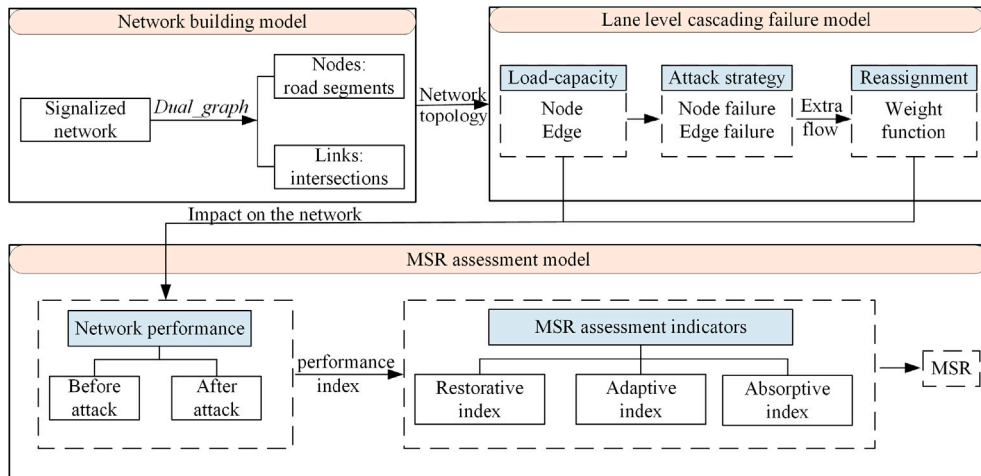 Network building model
Signalized
network
Dual_graph
Nodes:
road segments
Links:
intersections
Network
topology
Lane level cascading failure model
Load-capacity
Node
Edge
Attack strategy
Node failure
Edge failure
Extra
flow
Reassignment
Weight
function
Impact on the network
MSR assessment model
Network performance
Before
attack
After
attack
performance
index
MSR assessment indicators
Restorative
index
Adaptive
index
Absorptive
index
MSR